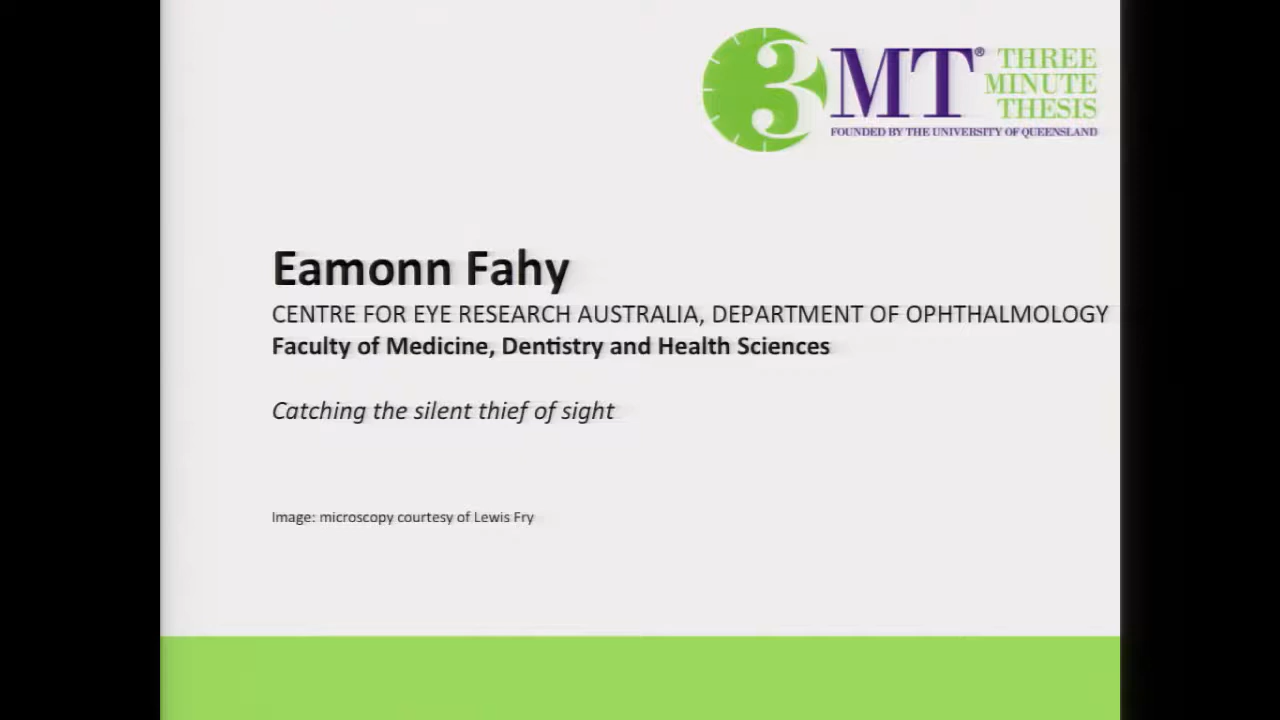 3MT® THREE
MINUTE
THESIS
FOUNDED BY THE UNIVERSITY OF QUEENSLAND
Eamonn Fahy
CENTRE FOR EYE RESEARCH AUSTRALIA, DEPARTMENT OF OPHTHALMOLOGY
Faculty of Medicine, Dentistry and Health Sciences
Catching the silent thief of sight
Image: microscopy courtesy of Lewis Fry